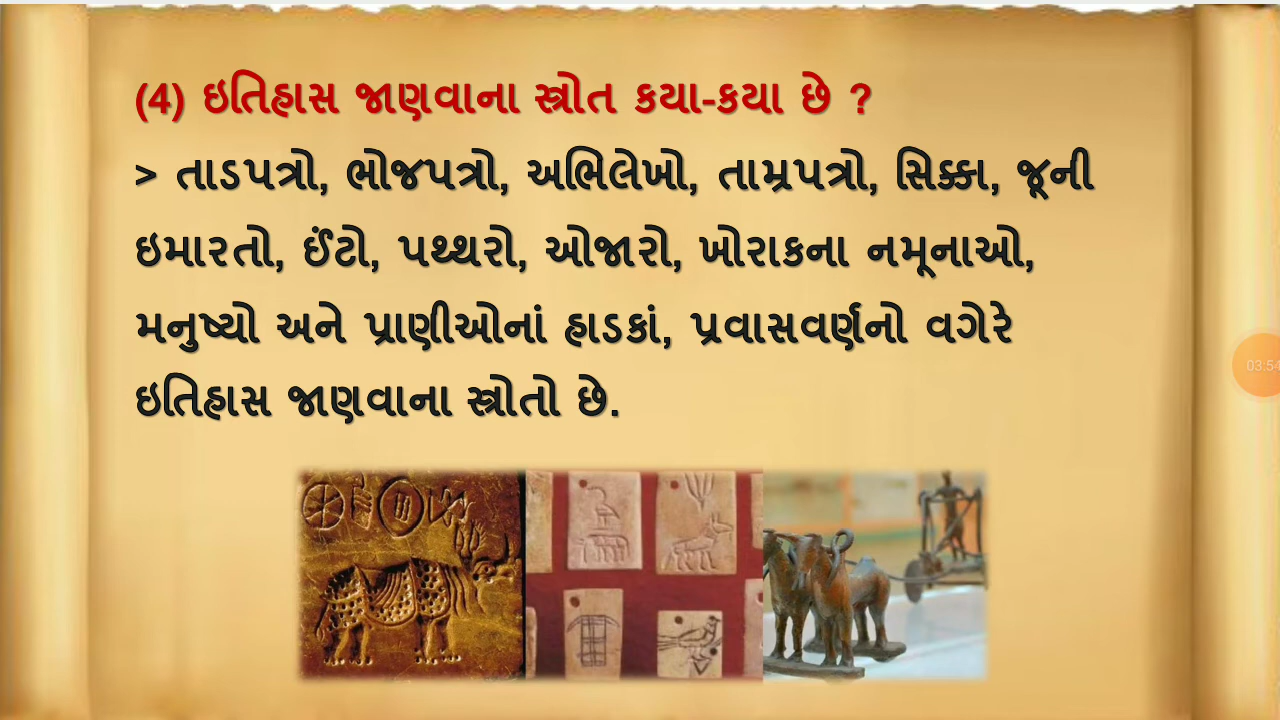 (4) ઇતિહાસ જાણવાના સ્ત્રોત કયા-કયા છે ?
> તાડપત્રો, ભોજપત્રો, અભિલેખો, તામ્રપત્રો, સિક્કા, જૂની
ઇમારતો, ઈંટો, પથ્થરો, ઓજારો, ખોરાકના નમૂનાઓ,
મનુષ્યો અને પ્રાણીઓનાં હાડકાં, પ્રવાસવર્ણનો વગેરે
ઇતિહાસ જાણવાના સ્ત્રોતો છે.
03:54